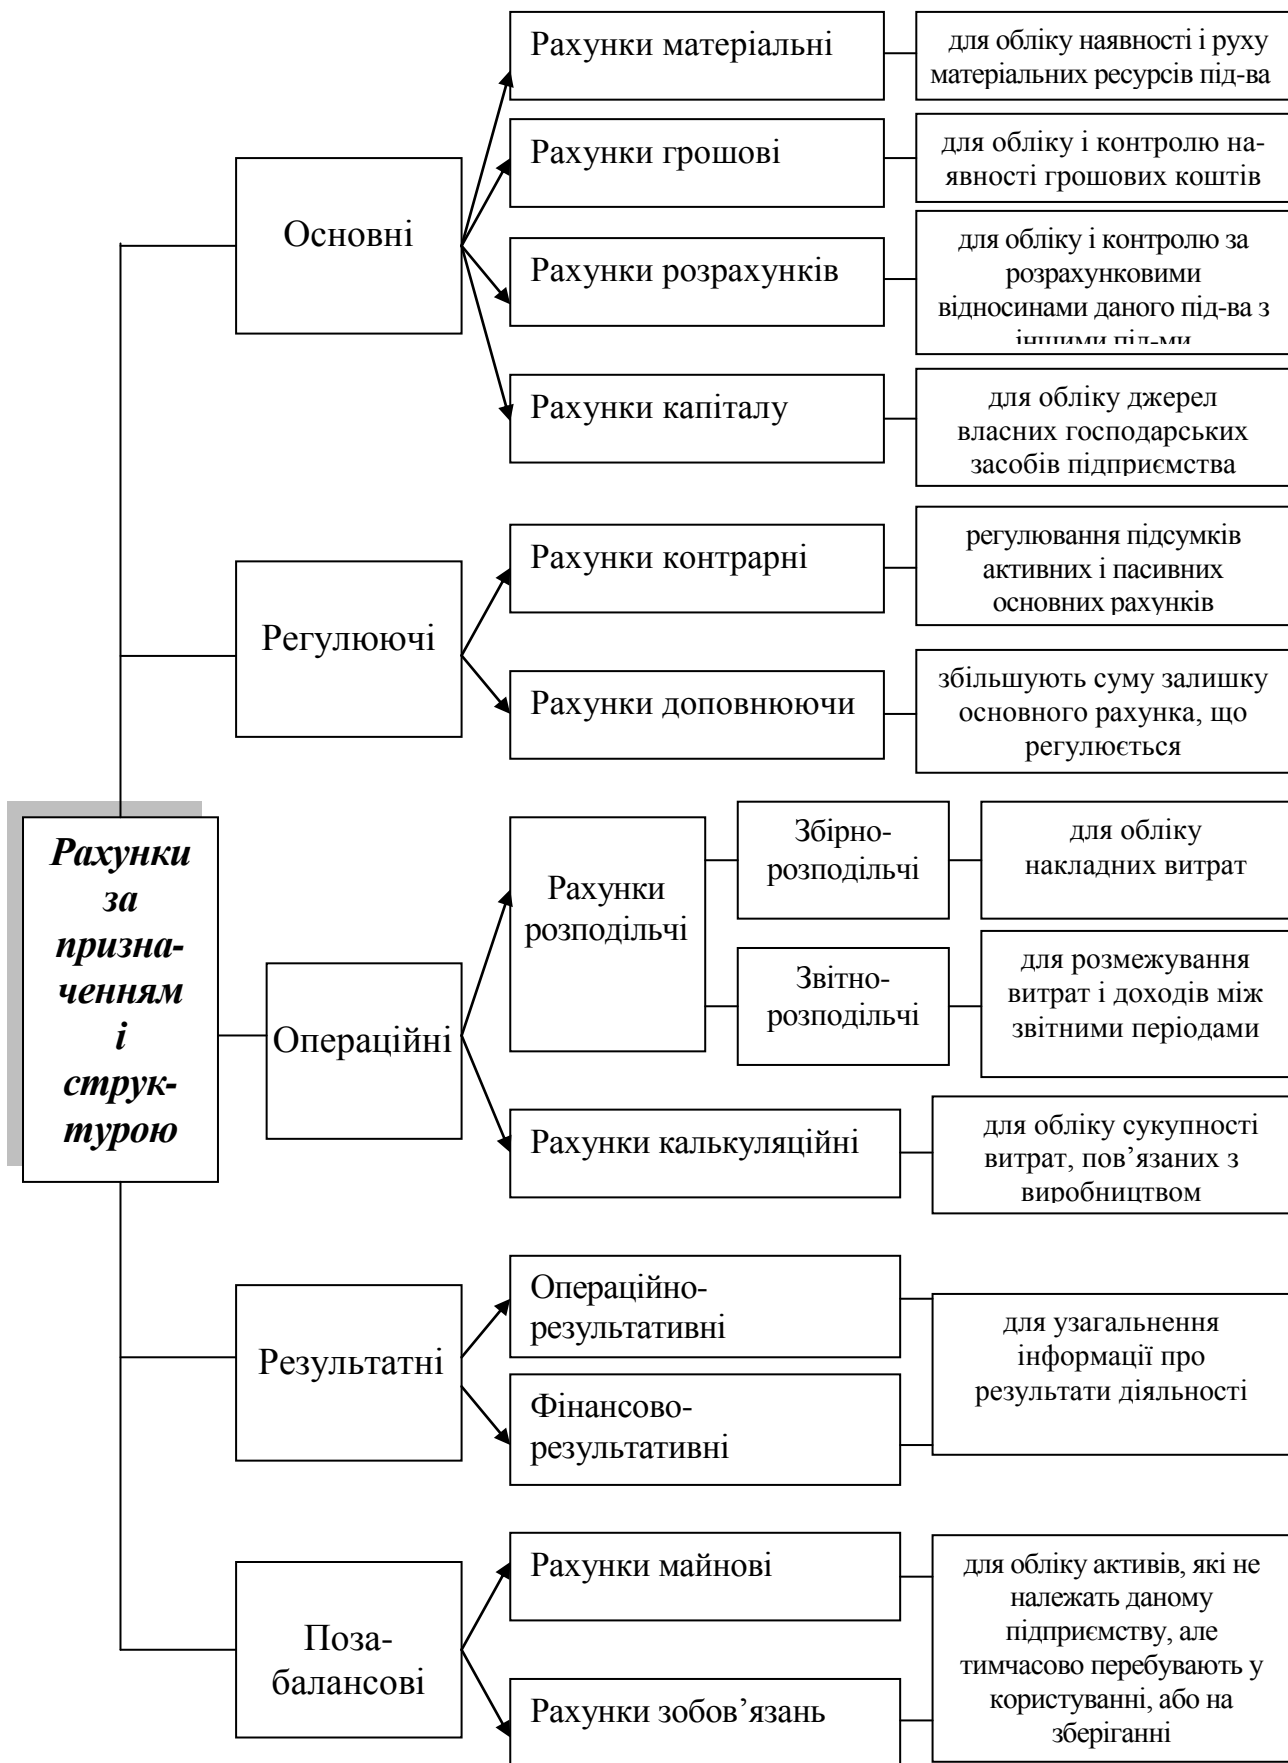 Рахунки матеріальні
для обліку наявності і руху
матеріальних ресурсів під-ва
Рахунки грошові
для обліку і контролю на-
явності грошових коштів
Основні
Рахунки розрахунків
для обліку і контролю за
розрахунковими
відносинами даного під-ва з
іншими під-ми
Рахунки капіталу
для обліку джерел
власних господарських
засобів підприємства
Рахунки контрарні
регулювання підсумків
активних і пасивних
основних рахунків
Регулюючі
Рахунки доповнюючи
збільшують суму залишку
основного рахунка, що
регулюється
Рахунки
за
призна-
ченням
і
струк-
турою
Операційні
Рахунки
розподільчі
Збірно-
розподільчі
для обліку
накладних витрат
Звітно-
розподільчі
для розмежування
витрат і доходів між
звітними періодами
Рахунки калькуляційні
для обліку сукупності
витрат, пов’язаних з
виробництвом
Результатні
Операційно-
результативні
Фінансово-
результативні
для узагальнення
інформації про
результати діяльності
Поза-
балансові
Рахунки майнові
Рахунки зобов’язань
для обліку активів, які не
належать даному
підприємству, але
тимчасово перебувають у
користуванні, або на
зберіганні